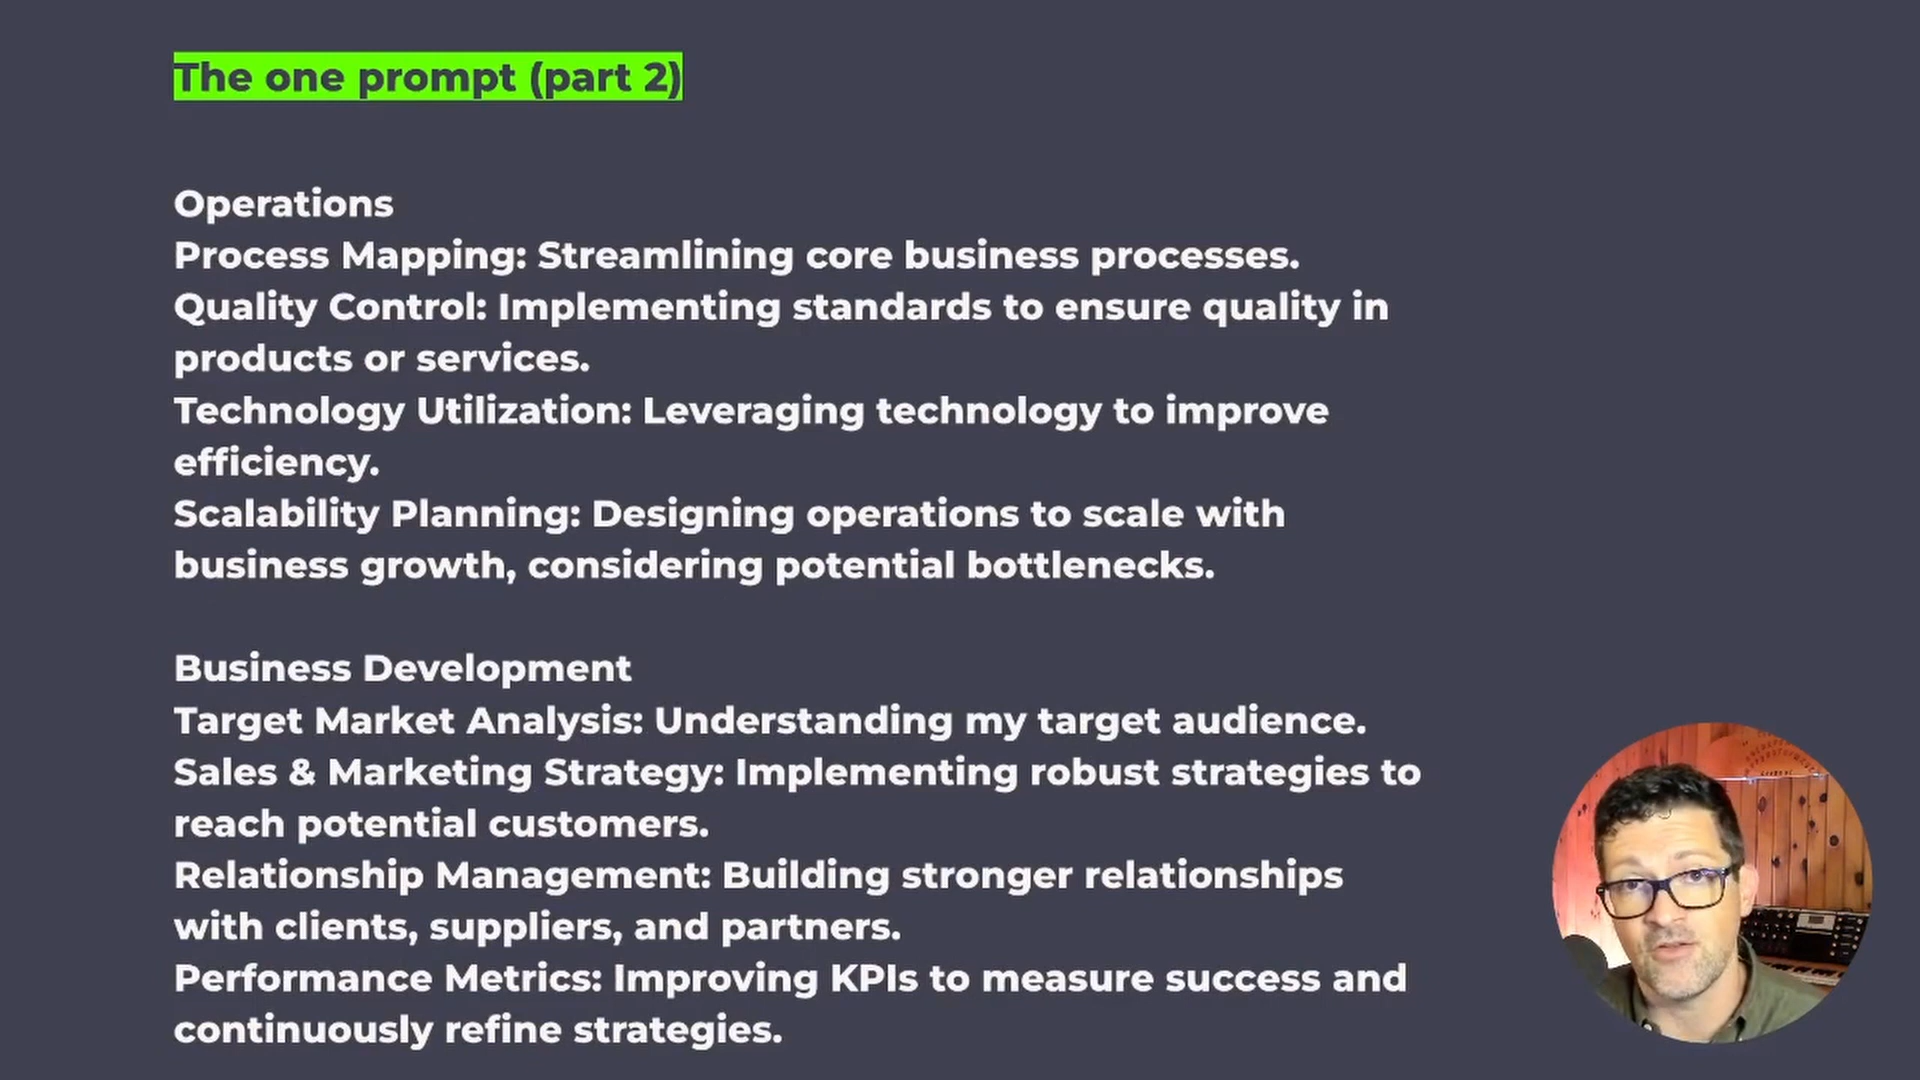 The one prompt (part 2)
Operations
Process Mapping: Streamlining core business processes.
Quality Control: Implementing standards to ensure quality in
products or services.
Technology Utilization: Leveraging technology to improve
efficiency.
Scalability Planning: Designing operations to scale with
business growth, considering potential bottlenecks.
Business Development
Target Market Analysis: Understanding my target audience.
Sales & Marketing Strategy: Implementing robust strategies to
reach potential customers.
Relationship Management: Building stronger relationships
with clients, suppliers, and partners.
Performance Metrics: Improving KPIs to measure success and
continuously refine strategies.